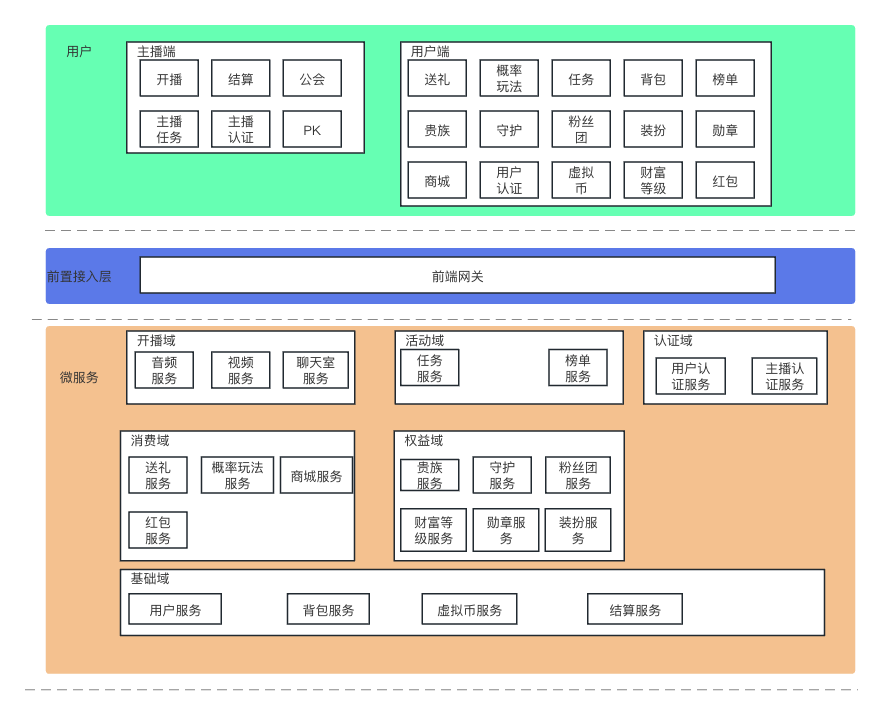 用户
主播端
开播
结算
公会
主播
任务
主播
认证
PK
用户端
送礼
概率
玩法
任务
背包
榜单
贵族
守护
粉丝
团
装扮
勋章
商城
用户
认证
虚拟
币
财富
等级
红包
前置接入层
前端网关
微服务
开播域
音频
服务
视频
服务
聊天室
服务
活动域
任务
服务
榜单
服务
认证域
用户认
证服务
主播认
证服务
消费域
送礼
服务
概率玩法
服务
商城服务
红包
服务
权益域
贵族
服务
守护
服务
粉丝团
服务
财富等
级服务
勋章服
务
装扮服
务
基础域
用户服务
背包服务
虚拟币服务
结算服务